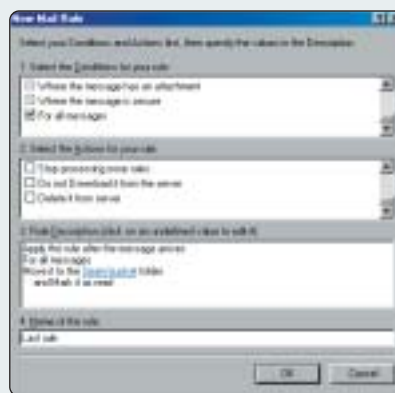 New Mail Rule
Select your Conditions and Actions first, then specify the values in the Description.
1. Select the Conditions for your rule:
Where the message has an attachment
Where the message is secure
For all messages
2. Select the Actions for your rule:
Stop processing more rules
Do not Download it from the server
Delete it from server
3. Rule Description (click on an underlined value to edit it):
Apply this rule after the message arrives
For all messages
Move it to the folder
and Mark it as read
4. Name of the rule:
Last rule
OK
Cancel